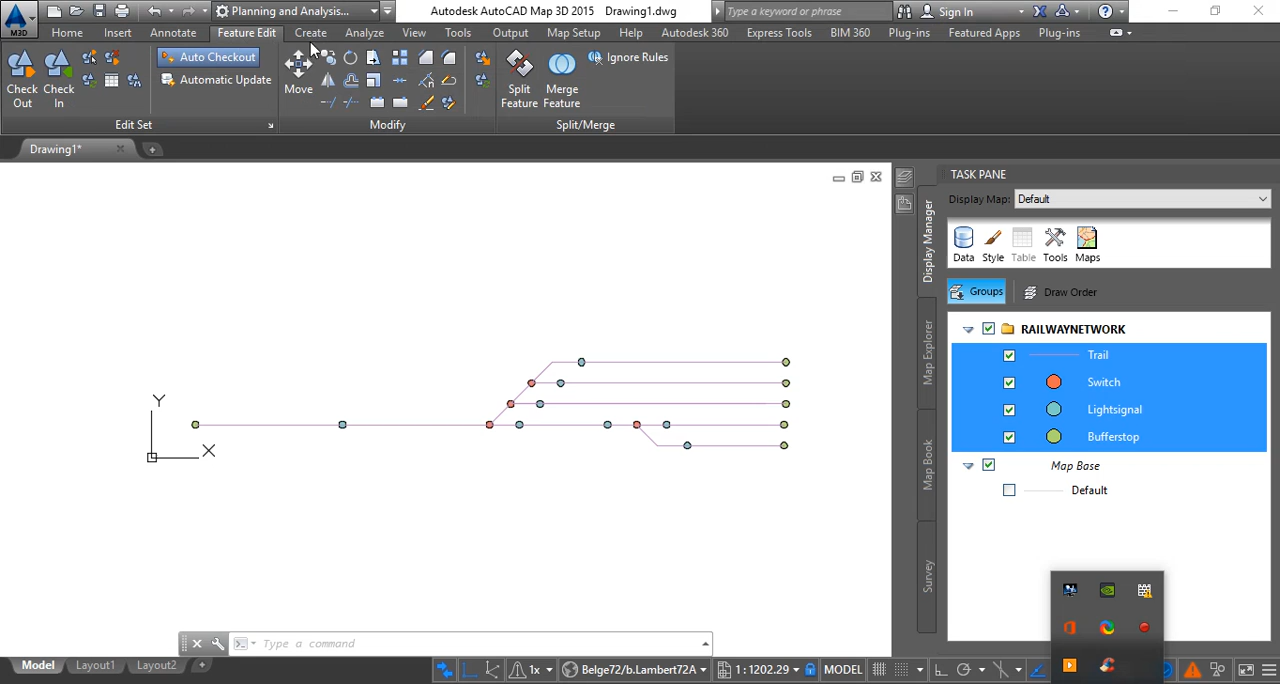 M3D Planning and Analysis... Autodesk AutoCAD Map 3D 2015 Drawing1.dwg Type a keyword or phrase Sign In
Home Insert Annotate Feature Edit Create Analyze View Tools Output Map Setup Help Autodesk 360 Express Tools BIM 360 Featured Apps Plug-ins
Auto Checkout Ignore Rules
Automatic Update
Check Out Check In Move Split Feature Merge Feature
Edit Set Modify Split/Merge
Drawing1*
TASK PANE
Display Map: Default
Data Style Table Tools Maps
Groups Draw Order
Display Manager
Map Explorer
Map Book
Survey
RAILWAYNETWORK
Trail
Switch
Lightsignal
Bufferstop
Map Base
Default
Y
X
Type a command
Model Layout1 Layout2 1x Belge72/b.Lambert72A 1:1202.29 MODEL